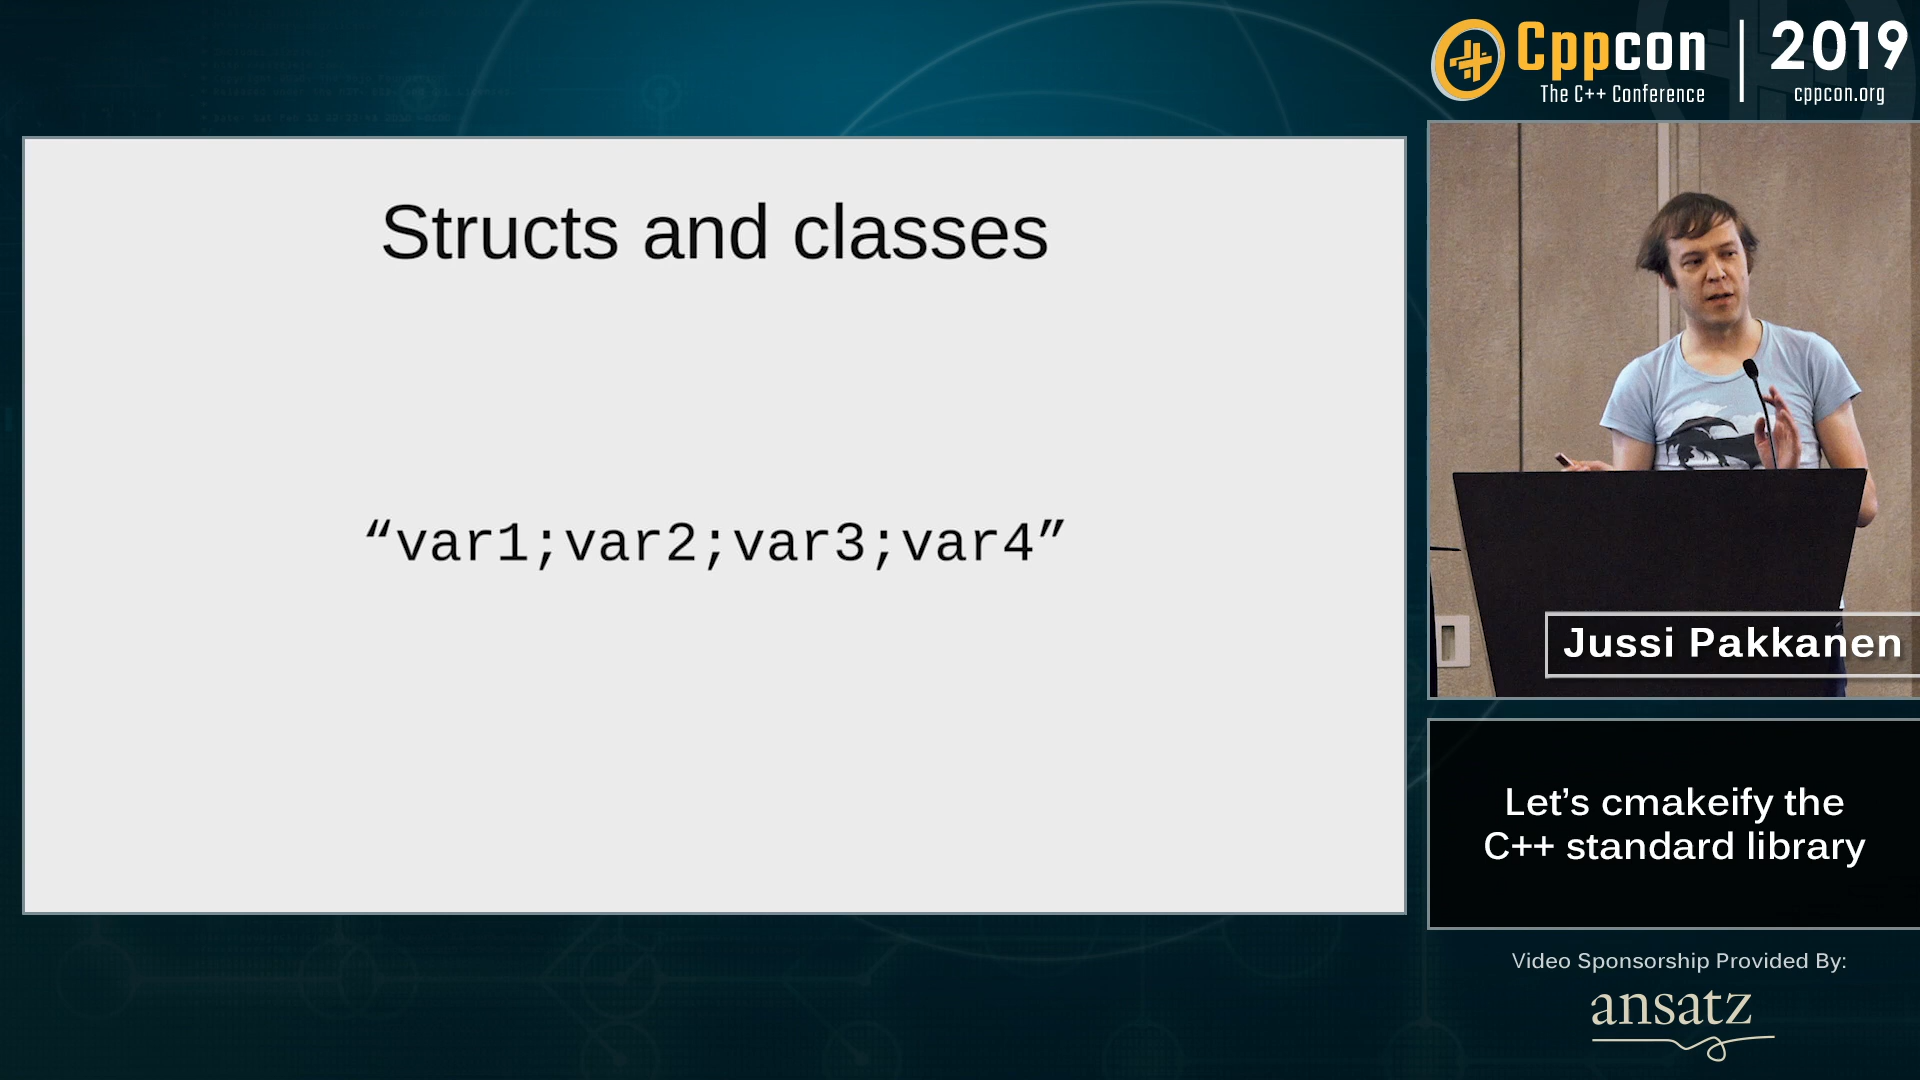 Cppcon
The C++ Conference
2019
cppcon.org
Structs and classes
“var1;var2;var3;var4”
Jussi Pakkanen
Let’s cmakeify the
C++ standard library
Video Sponsorship Provided By:
ansatz